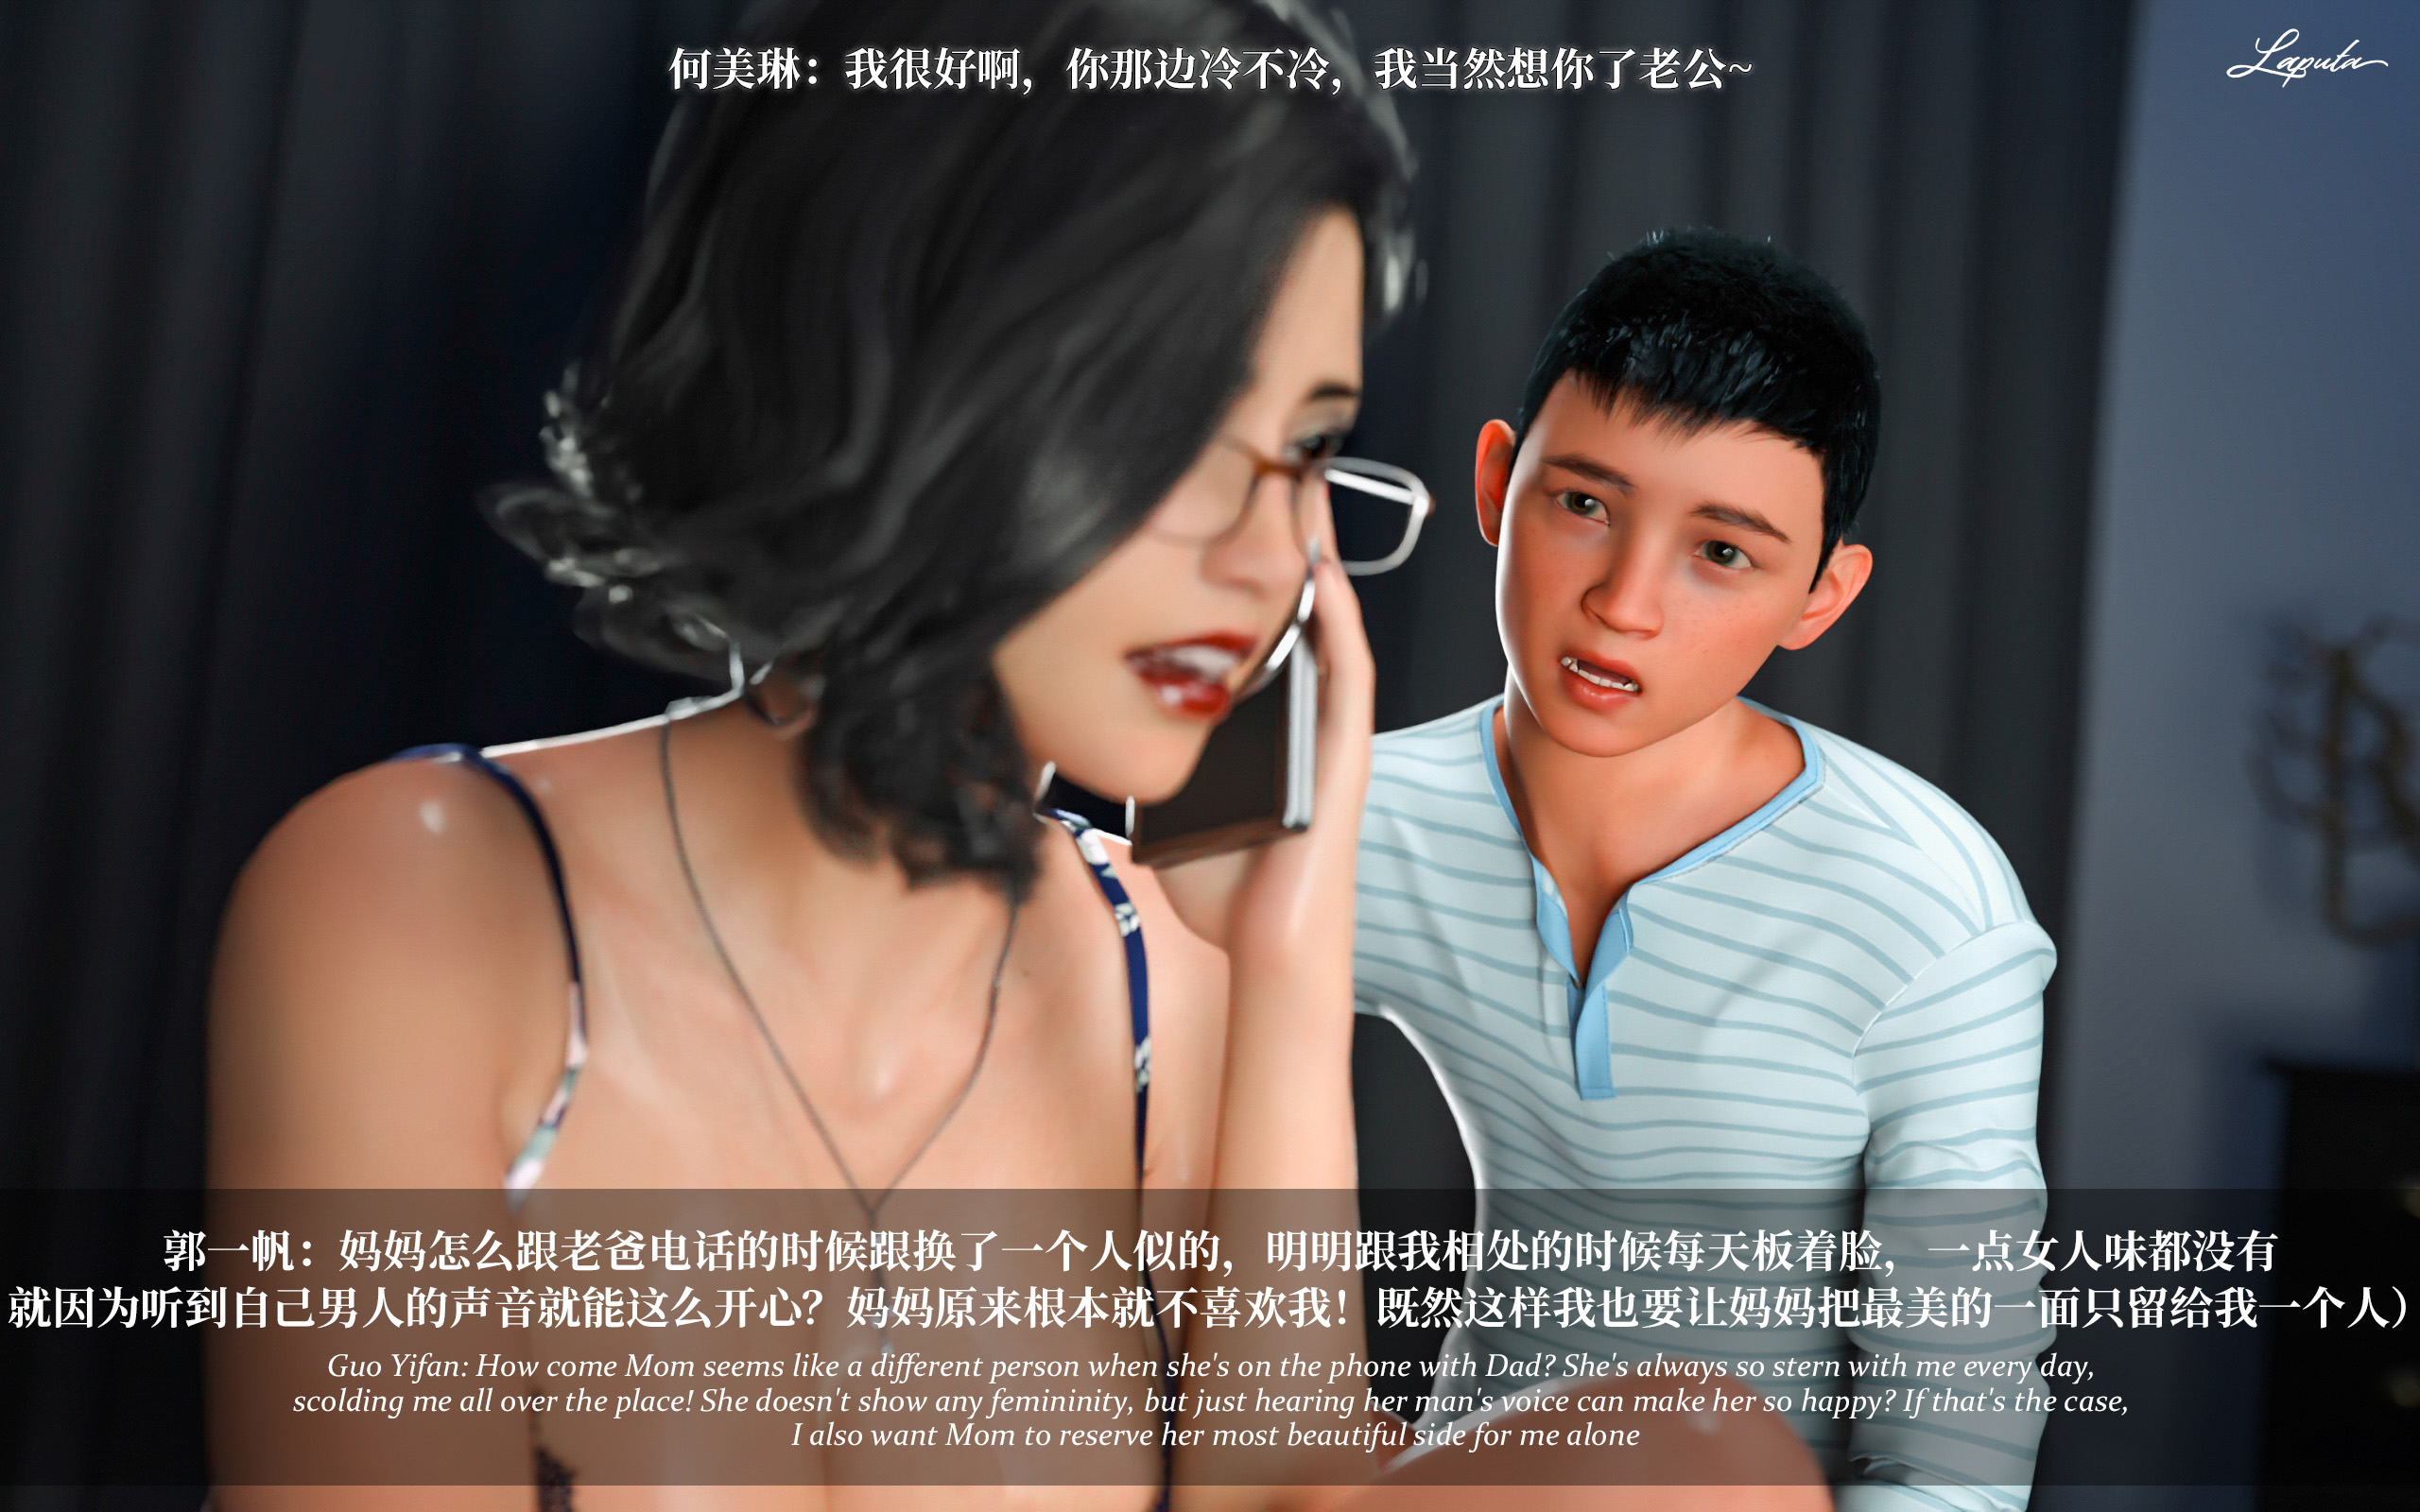 何美琳：我很好啊，你那边冷不冷，我当然想你了老公~
Laputa
郭一帆：妈妈怎么跟老爸电话的时候跟换了一个人似的，明明跟我相处的时候每天板着脸，一点女人味都没有
就因为听到自己男人的声音就能这么开心？妈妈原来根本就不喜欢我！既然这样我也要让妈妈把最美的一面只留给我一个人）
Guo Yifan: How come Mom seems like a different person when she's on the phone with Dad? She's always so stern with me every day,
scolding me all over the place! She doesn't show any femininity, but just hearing her man's voice can make her so happy? If that's the case,
I also want Mom to reserve her most beautiful side for me alone